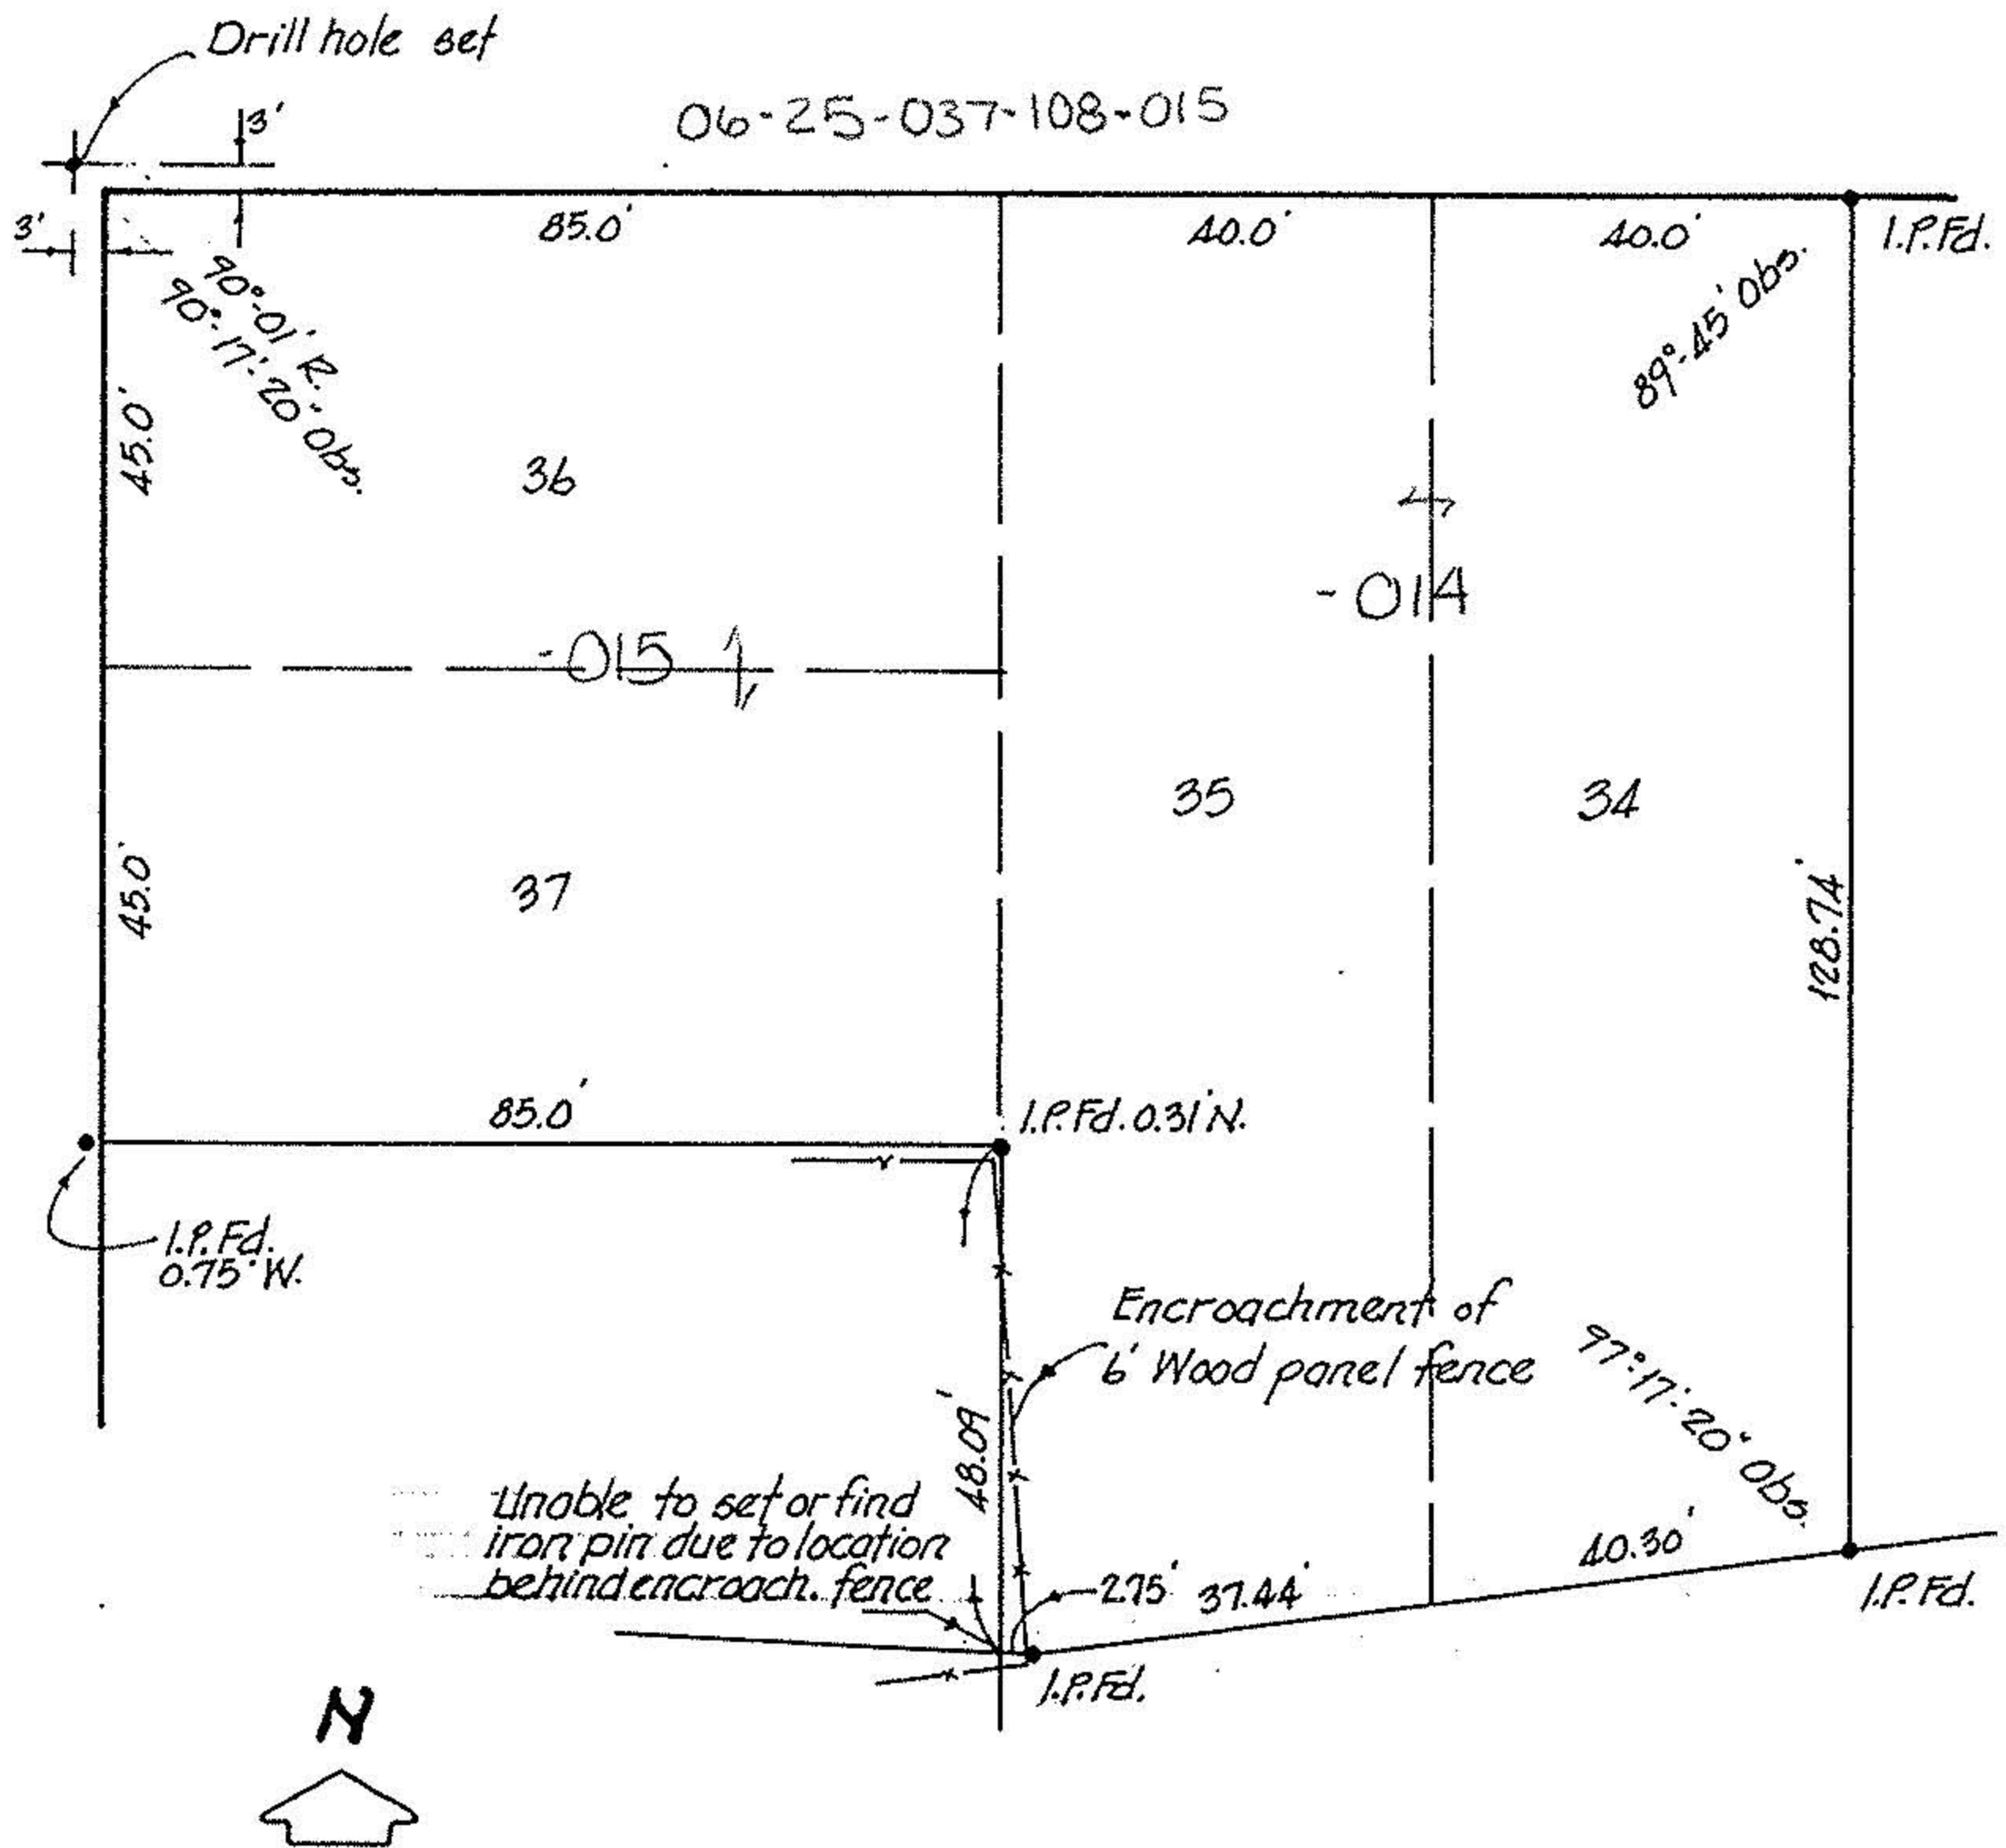 Drill hole set
3'
06-25-037-108-015
3'
85.0'
40.0'
40.0'
I.P.Fd.
90°-01' R.
90°-17'-20" Obs.
89°-45' Obs.
45.0'
36
-014
-015
35
34
45.0'
37
128.74'
85.0'
I.P.Fd. 0.31'N.
I.P.Fd.
0.75' W.
Encroachment of
6' Wood panel fence
97°-17'-20" Obs.
48.09'
Unable to set or find
iron pin due to location
behind encroach. fence
2.75'
37.44'
40.30'
I.P.Fd.
I.P.Fd.
N